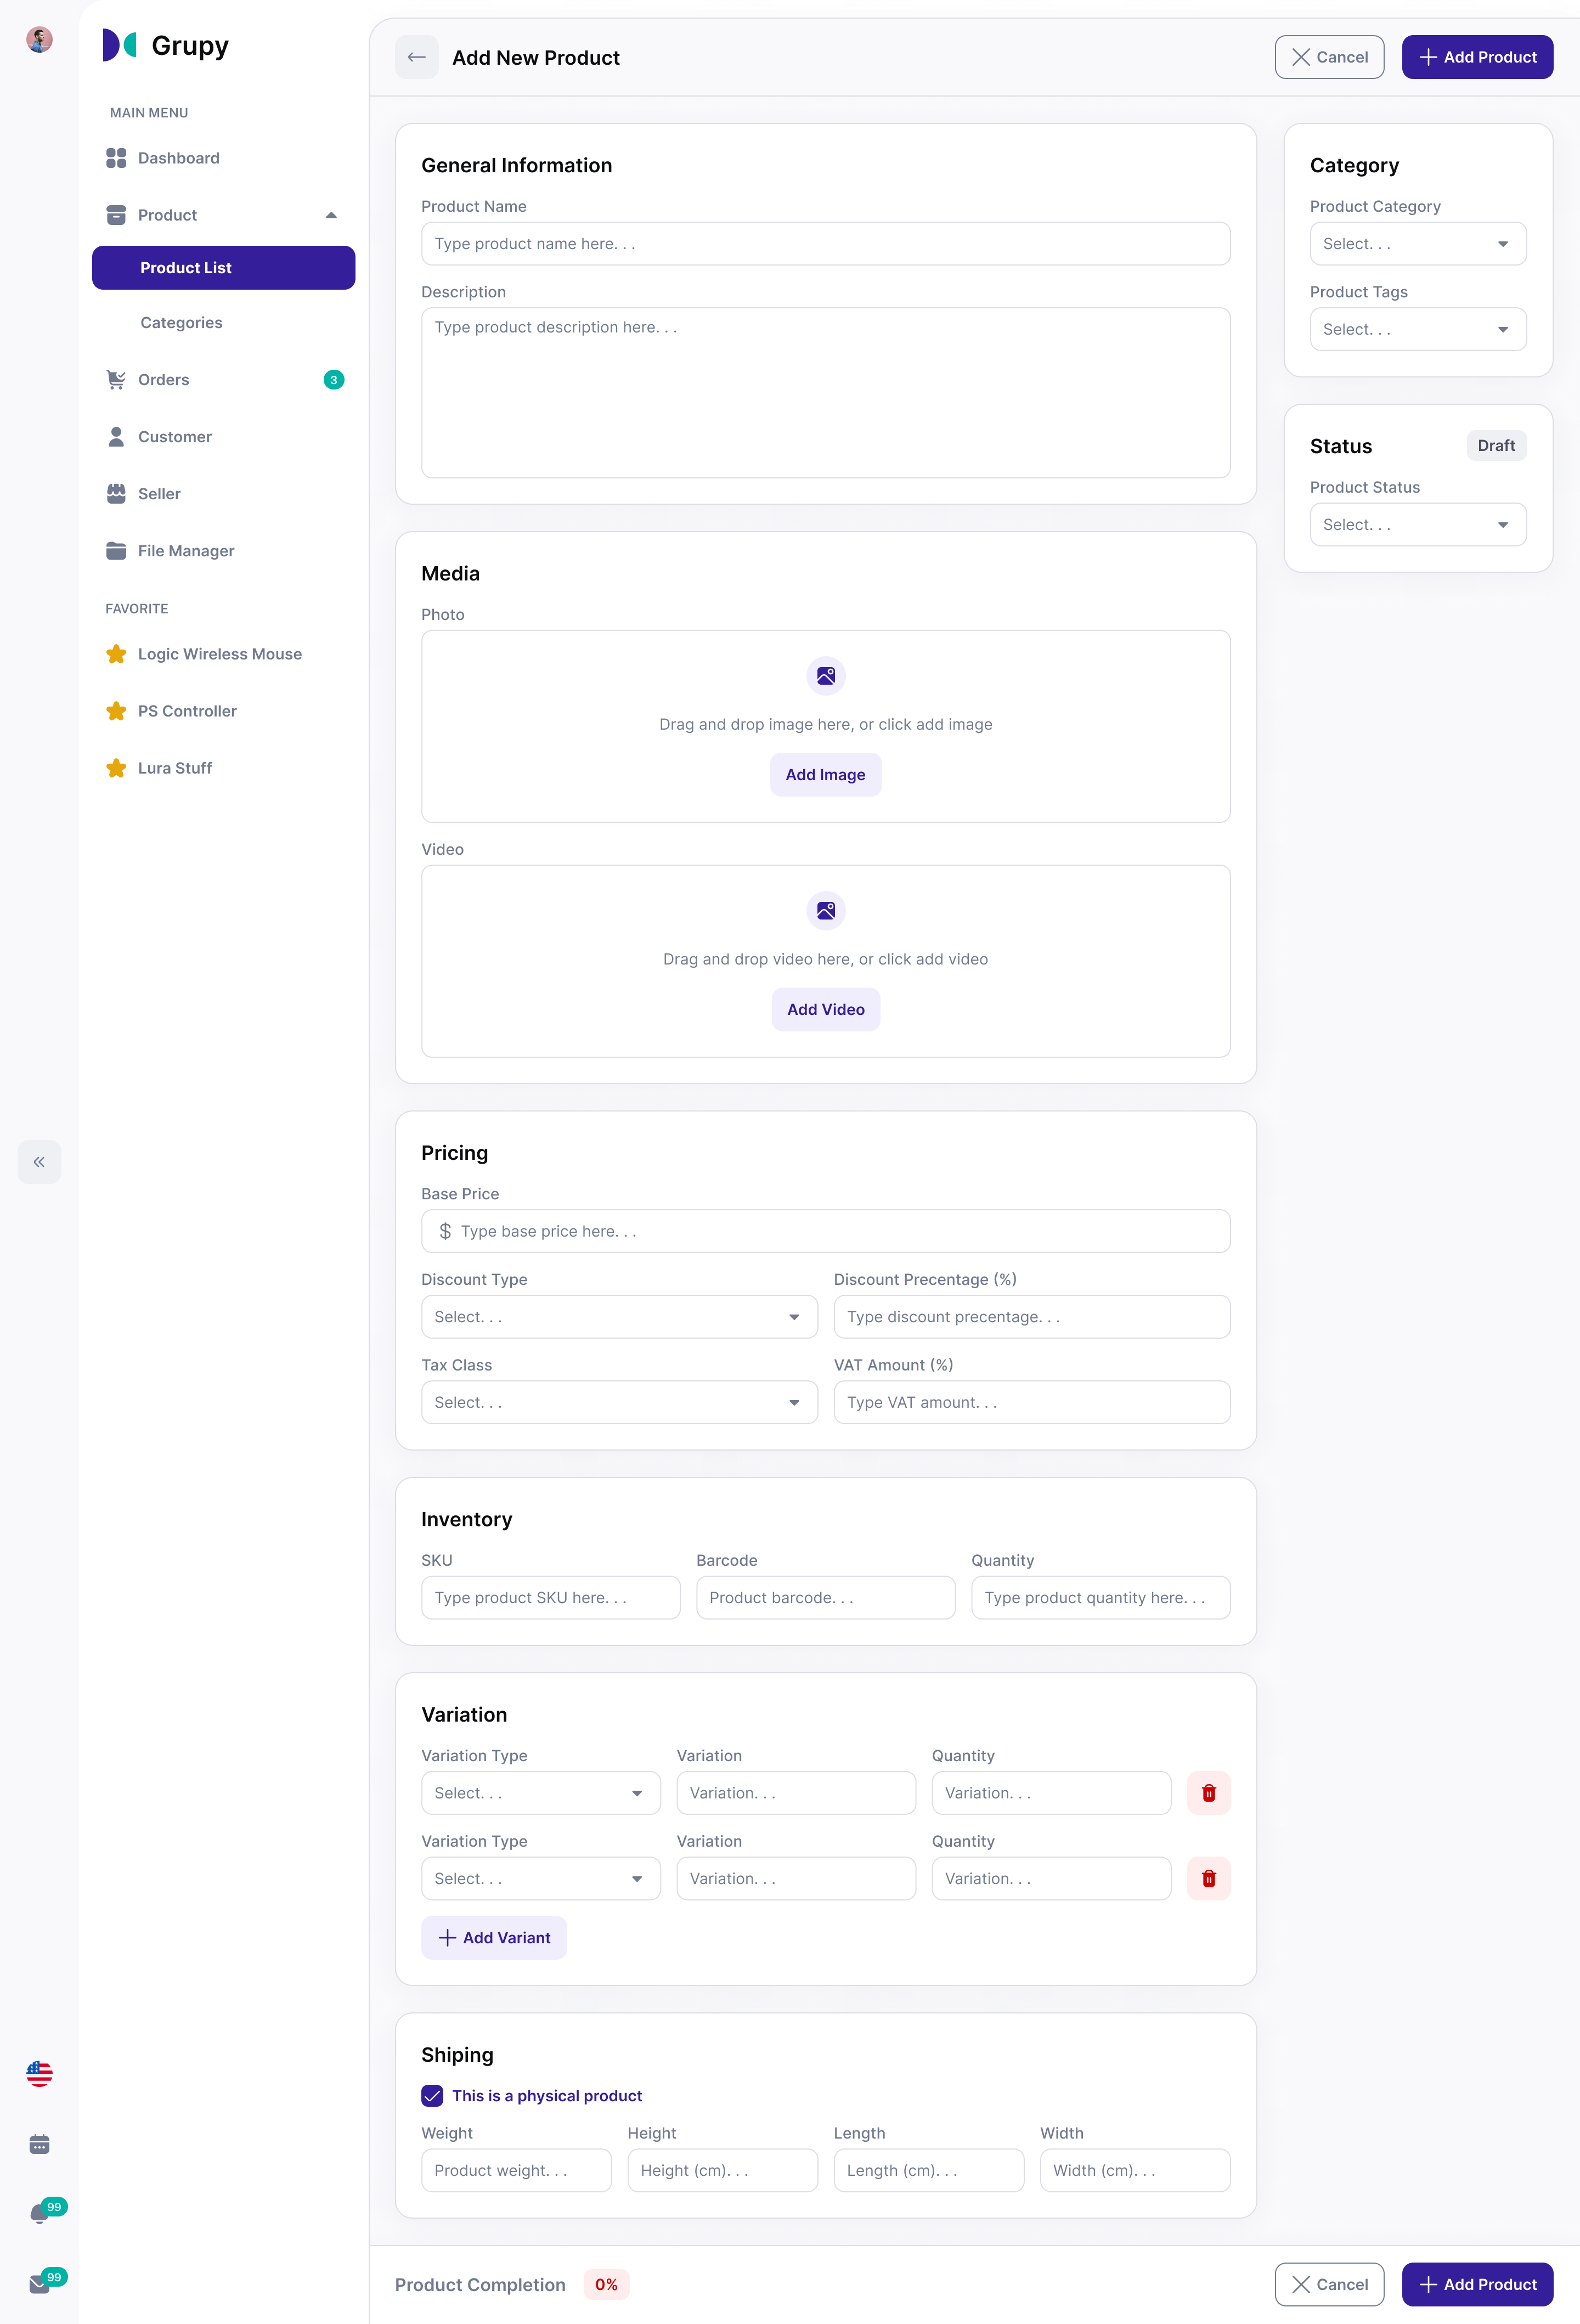 Grupy
MAIN MENU
Dashboard
Product
Product List
Categories
Orders 3
Customer
Seller
File Manager
FAVORITE
Logic Wireless Mouse
PS Controller
Lura Stuff
99
99
Add New Product
Cancel
Add Product
General Information
Product Name
Type product name here. . .
Description
Type product description here. . .
Media
Photo
Drag and drop image here, or click add image
Add Image
Video
Drag and drop video here, or click add video
Add Video
Pricing
Base Price
$ Type base price here. . .
Discount Type Discount Precentage (%)
Select. . . Type discount precentage. . .
Tax Class VAT Amount (%)
Select. . . Type VAT amount. . .
Inventory
SKU Barcode Quantity
Type product SKU here. . . Product barcode. . . Type product quantity here. . .
Variation
Variation Type Variation Quantity
Select. . . Variation. . . Variation. . .
Variation Type Variation Quantity
Select. . . Variation. . . Variation. . .
Add Variant
Shiping
This is a physical product
Weight Height Length Width
Product weight. . . Height (cm). . . Length (cm). . . Width (cm). . .
Category
Product Category
Select. . .
Product Tags
Select. . .
Status Draft
Product Status
Select. . .
Product Completion 0%
Cancel
Add Product